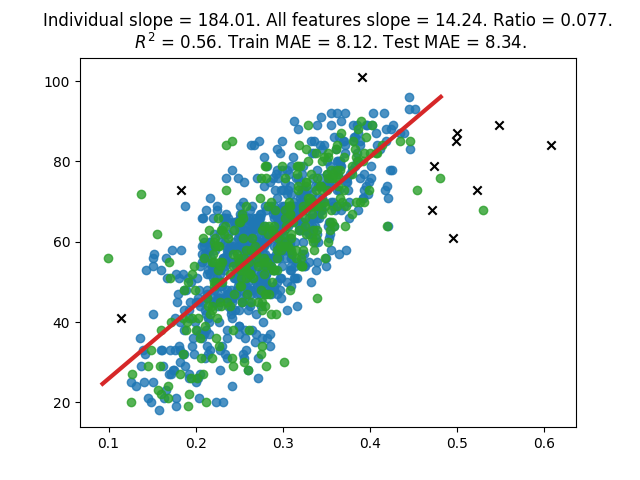 Individual slope = 184.01. All features slope = 14.24. Ratio = 0.077.
R² = 0.56. Train MAE = 8.12. Test MAE = 8.34.
100
80
60
40
20
0.1 0.2 0.3 0.4 0.5 0.6